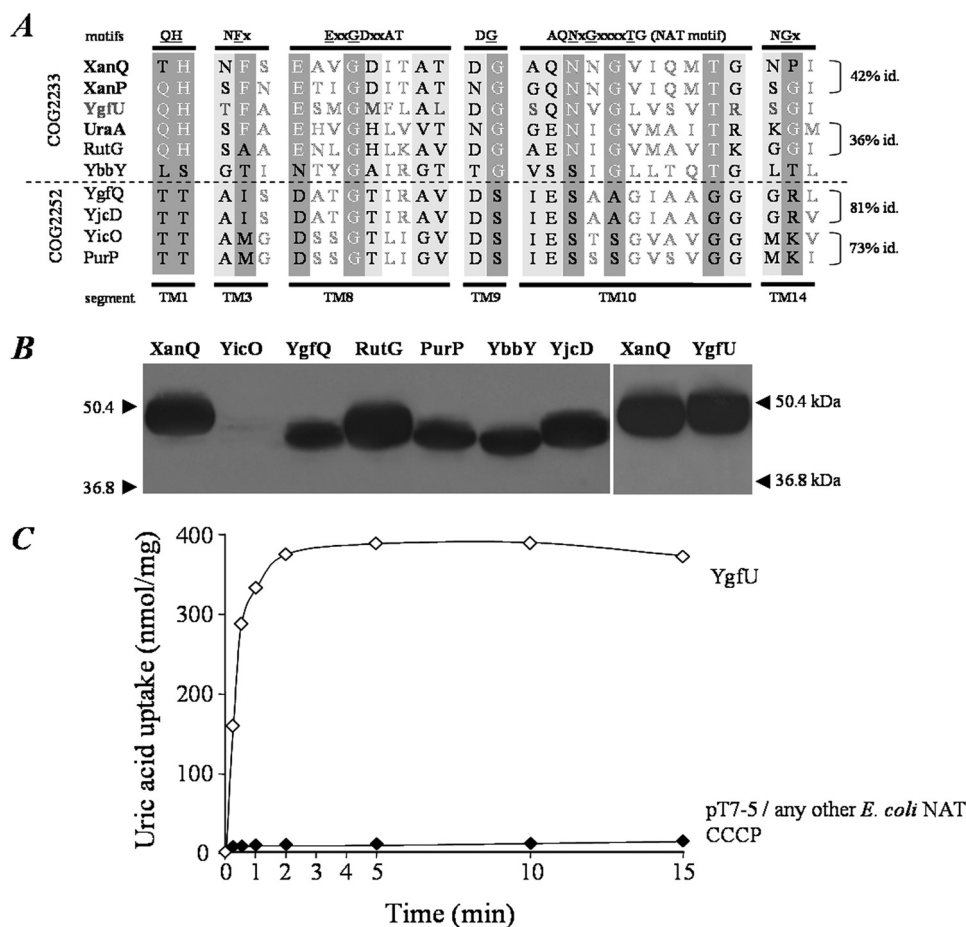 A
motifs QH NFx ExxGDxxAT DG AQNxGxxxxTG (NAT motif) NGx
COG2233
XanQ T H N F S E A V G D I T A T D G A Q N N G V I Q M T G N P I
XanP Q H S F N E T I G D I T A T N G A Q N N G V I Q M T G S G I
42% id.
YgfU Q H T F A E S M G M F L A L D G S Q N V G L V S V T R S G I
UraA Q H S F A E H V G H L V V T N G G E N I G V M A I T R K G M
RutG Q H S A A E N L G H L K A V D G A E N I G V M A V T K G G I
36% id.
YbbY L S G T I N T Y G A I R G T T G V S S I G L L T Q T G L T L
COG2252
YgfQ T T A I S D A T G T I R A V D S I E S A A G I A A G G G R L
YjcD T T A I S D A T G T I R A V D S I E S A A G I A A G G G R V
81% id.
YicO T T A M G D S S G T L I G V D S I E S T S G V A V G G M K V
PurP T T A M G D S S G T L I G V D S I E S S S G V S V G G M K I
73% id.
segment TM1 TM3 TM8 TM9 TM10 TM14
B
XanQ YicO YgfQ RutG PurP YbbY YjcD XanQ YgfU
50.4 50.4 kDa
36.8 36.8 kDa
C
Uric acid uptake (nmol/mg)
400
300
200
100
0
YgfU
pT7-5 / any other E. coli NAT
CCCP
0 1 2 3 4 5 10 15
Time (min)